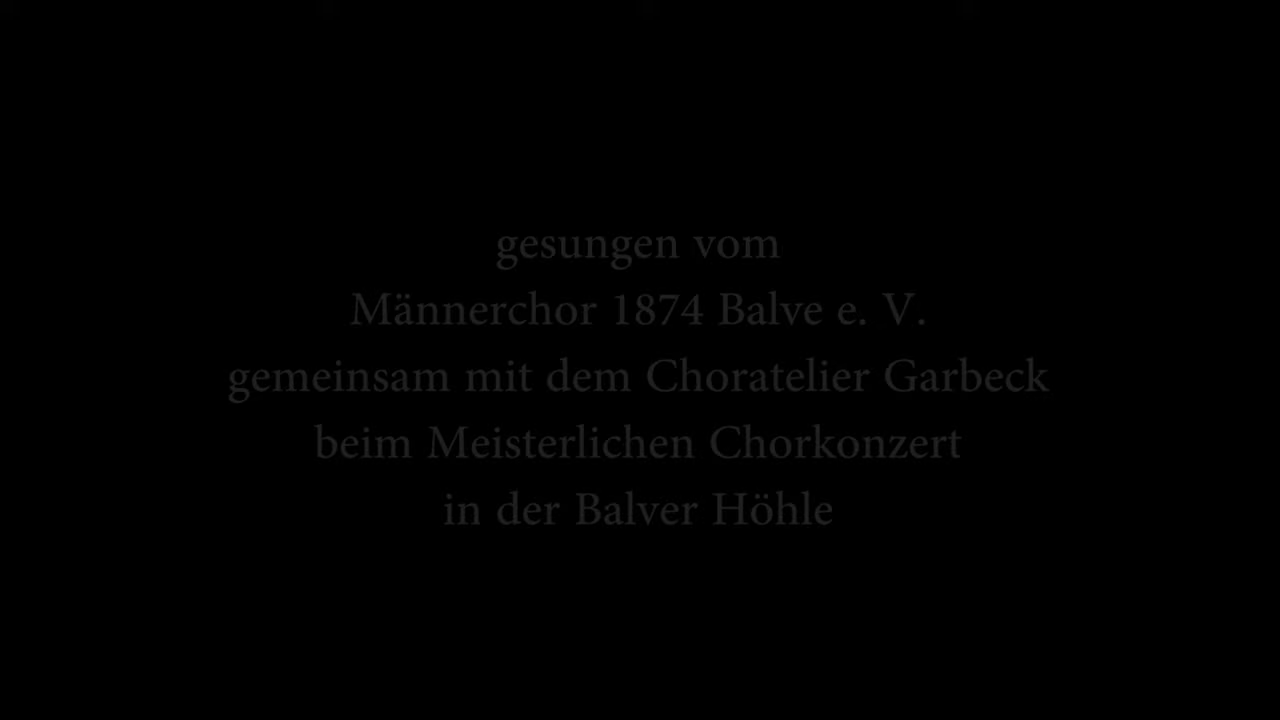 gesungen vom
Männerchor 1874 Balve e. V.
gemeinsam mit dem Choratelier Garbeck
beim Meisterlichen Chorkonzert
in der Balver Höhle